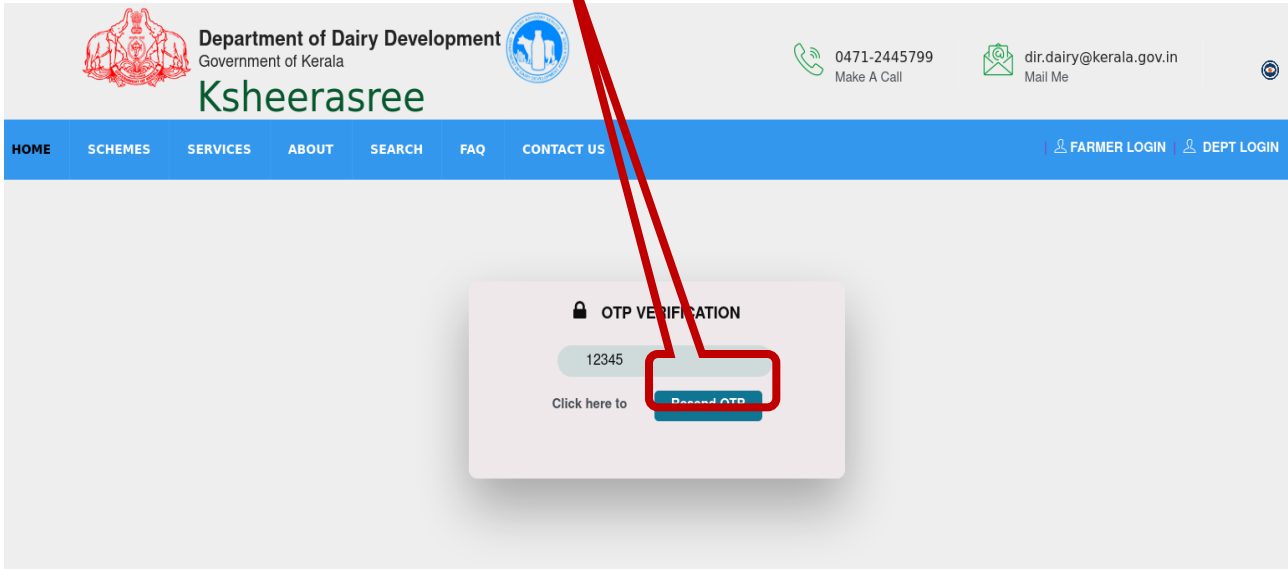 Department of Dairy Development
Government of Kerala
Ksheerasree
0471-2445799
Make A Call
dir.dairy@kerala.gov.in
Mail Me
HOME SCHEMES SERVICES ABOUT SEARCH FAQ CONTACT US FARMER LOGIN DEPT LOGIN
OTP VERIFICATION
12345
Click here to Resend OTP